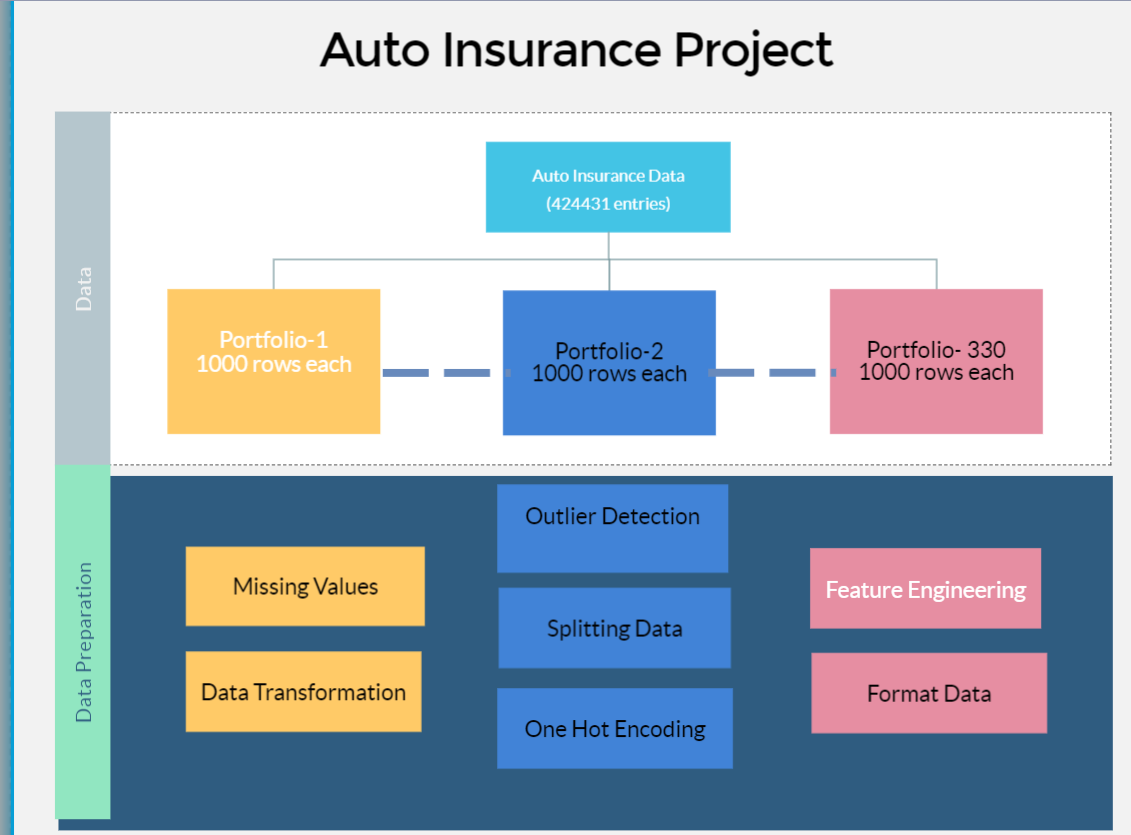 Auto Insurance Project
Data
Auto Insurance Data
(424431 entries)
Portfolio-1
1000 rows each
Portfolio-2
1000 rows each
Portfolio- 330
1000 rows each
Data Preparation
Missing Values
Data Transformation
Outlier Detection
Splitting Data
One Hot Encoding
Feature Engineering
Format Data